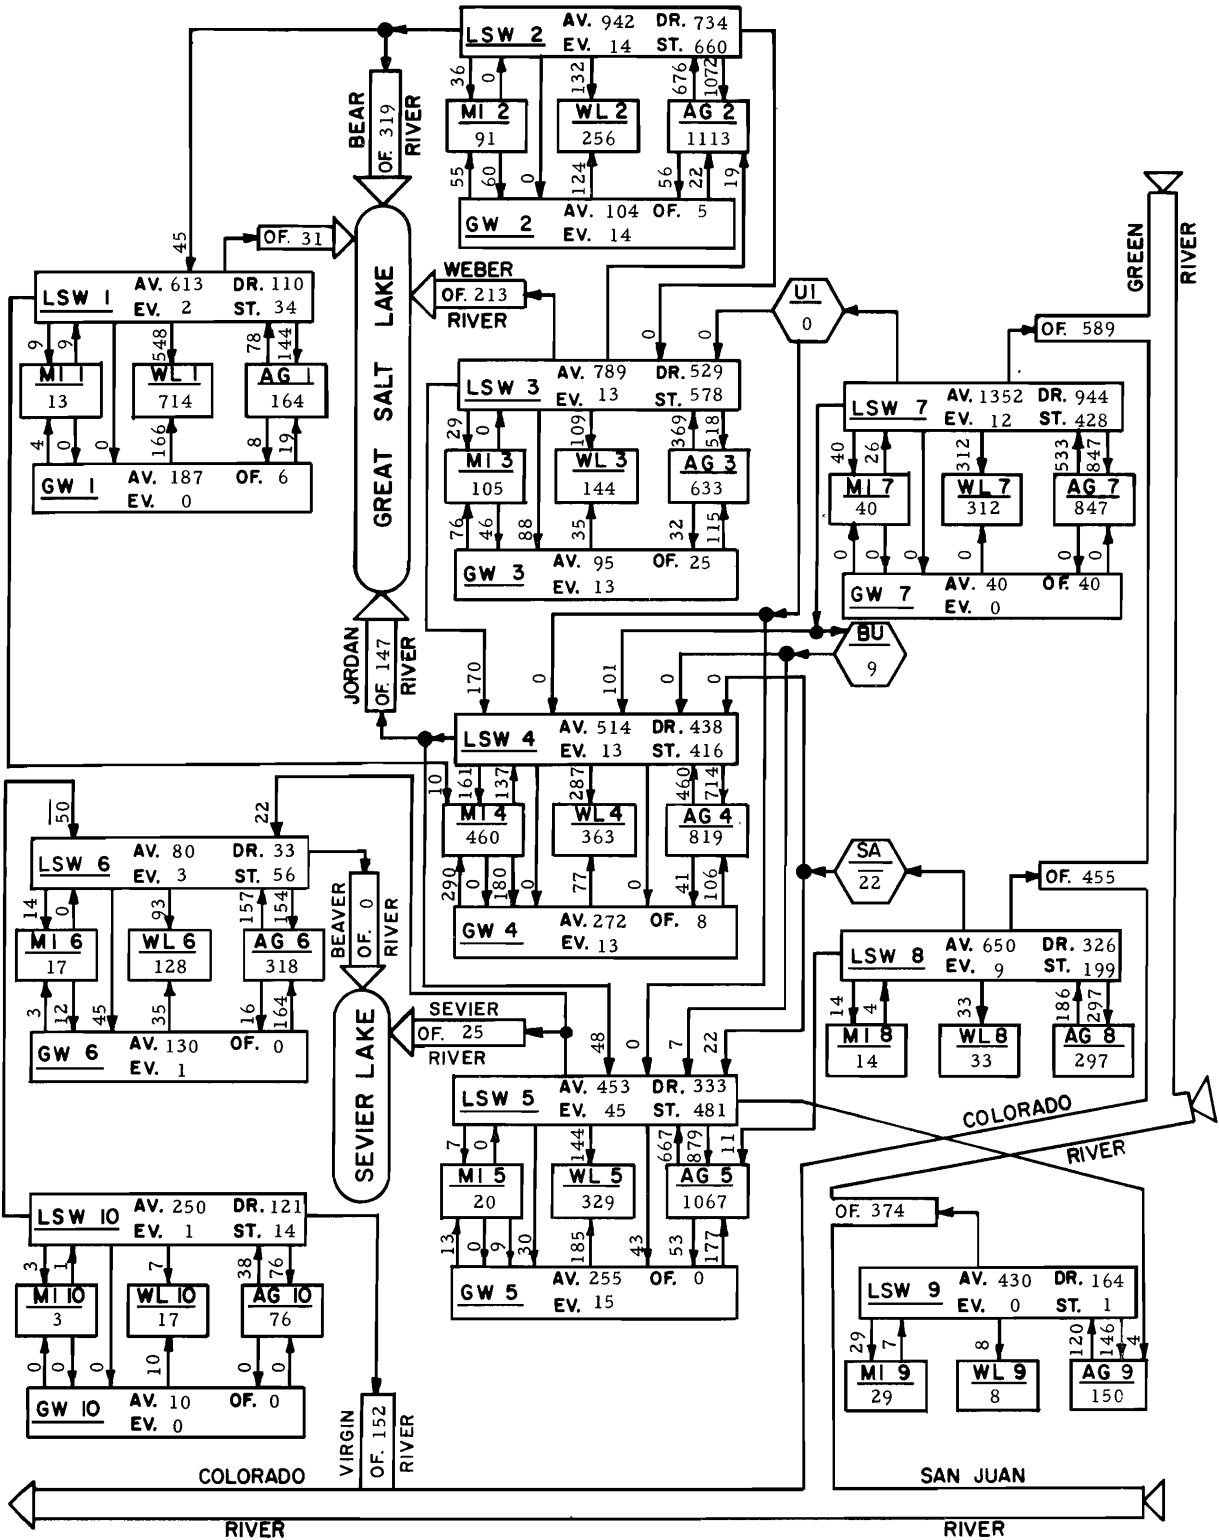 LSW 2 AV. 942 DR. 734
EV. 14 ST. 660
36 0 132 676 1072
MI 2 WL 2 AG 2
91 256 1113
55 60 0 124 56 22 19
GW 2 AV. 104 OF. 5
EV. 14
BEAR RIVER
OF. 319
45
OF. 31
LSW 1 AV. 613 DR. 110
EV. 2 ST. 34
9 9 548 78 144
MI 1 WL 1 AG 1
13 714 164
4 0 0 166 8 19
GW 1 AV. 187 OF. 6
EV. 0
GREAT SALT LAKE
WEBER
OF. 213
RIVER
UI
0
0 0
LSW 3 AV. 789 DR. 529
EV. 13 ST. 578
29 0 109 369 518
MI 3 WL 3 AG 3
105 144 633
76 46 88 35 32 115
GW 3 AV. 95 OF. 25
EV. 13
GREEN RIVER
OF. 589
LSW 7 AV. 1352 DR. 944
EV. 12 ST. 428
40 26 312 533 847
MI 7 WL 7 AG 7
40 312 847
0 0 0 0 0 0
GW 7 AV. 40 OF. 40
EV. 0
BU
9
JORDAN RIVER
OF. 147
170 0 101 0 0
LSW 4 AV. 514 DR. 438
EV. 13 ST. 416
10 161 137 287 460 714
MI 4 WL 4 AG 4
460 363 819
290 0 180 0 77 0 41 106
GW 4 AV. 272 OF. 8
EV. 13
50 22
LSW 6 AV. 80 DR. 33
EV. 3 ST. 56
14 0 93 157 154
MI 6 WL 6 AG 6
17 128 318
3 12 45 35 16 164
GW 6 AV. 130 OF. 0
EV. 1
BEAVER RIVER
OF. 0
SEVIER LAKE
SEVIER
OF. 25
RIVER
SA
22
OF. 455
LSW 8 AV. 650 DR. 326
EV. 9 ST. 199
14 4 33 186 297
MI 8 WL 8 AG 8
14 33 297
48 0 7 22
LSW 5 AV. 453 DR. 333
EV. 45 ST. 481
7 0 144 667 879 11
MI 5 WL 5 AG 5
20 329 1067
13 0 9 30 185 43 53 177
GW 5 AV. 255 OF. 0
EV. 15
COLORADO
RIVER
OF. 374
LSW 9 AV. 430 DR. 164
EV. 0 ST. 1
29 7 8 120 146 4
MI 9 WL 9 AG 9
29 8 150
LSW 10 AV. 250 DR. 121
EV. 1 ST. 14
3 1 7 38 76
MI 10 WL 10 AG 10
3 17 76
0 0 0 10 0 0
GW 10 AV. 10 OF. 0
EV. 0
VIRGIN RIVER
OF. 152
COLORADO
RIVER
SAN JUAN
RIVER